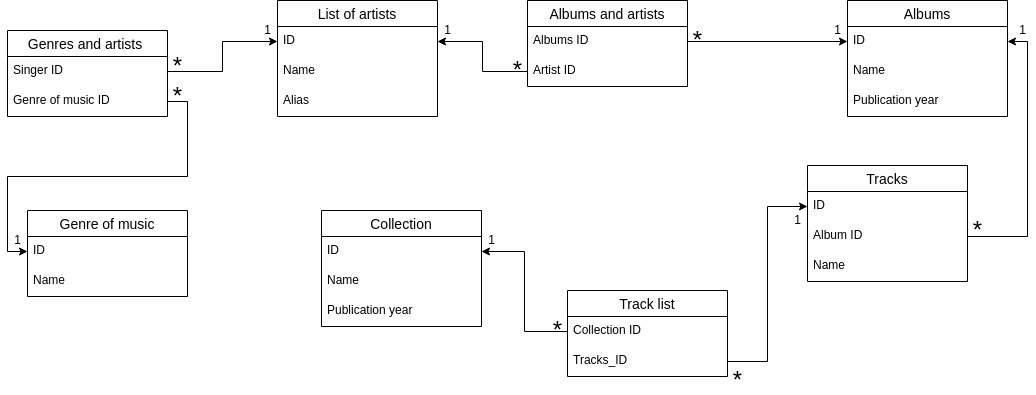 Genres and artists
Singer ID
Genre of music ID
*
*
1
List of artists
ID
Name
Alias
1
*
Albums and artists
Albums ID
Artist ID
*
1
Albums
ID
Name
Publication year
1
Genre of music
ID
Name
1
Collection
ID
Name
Publication year
1
*
Track list
Collection ID
Tracks_ID
*
1
Tracks
ID
Album ID
Name
*